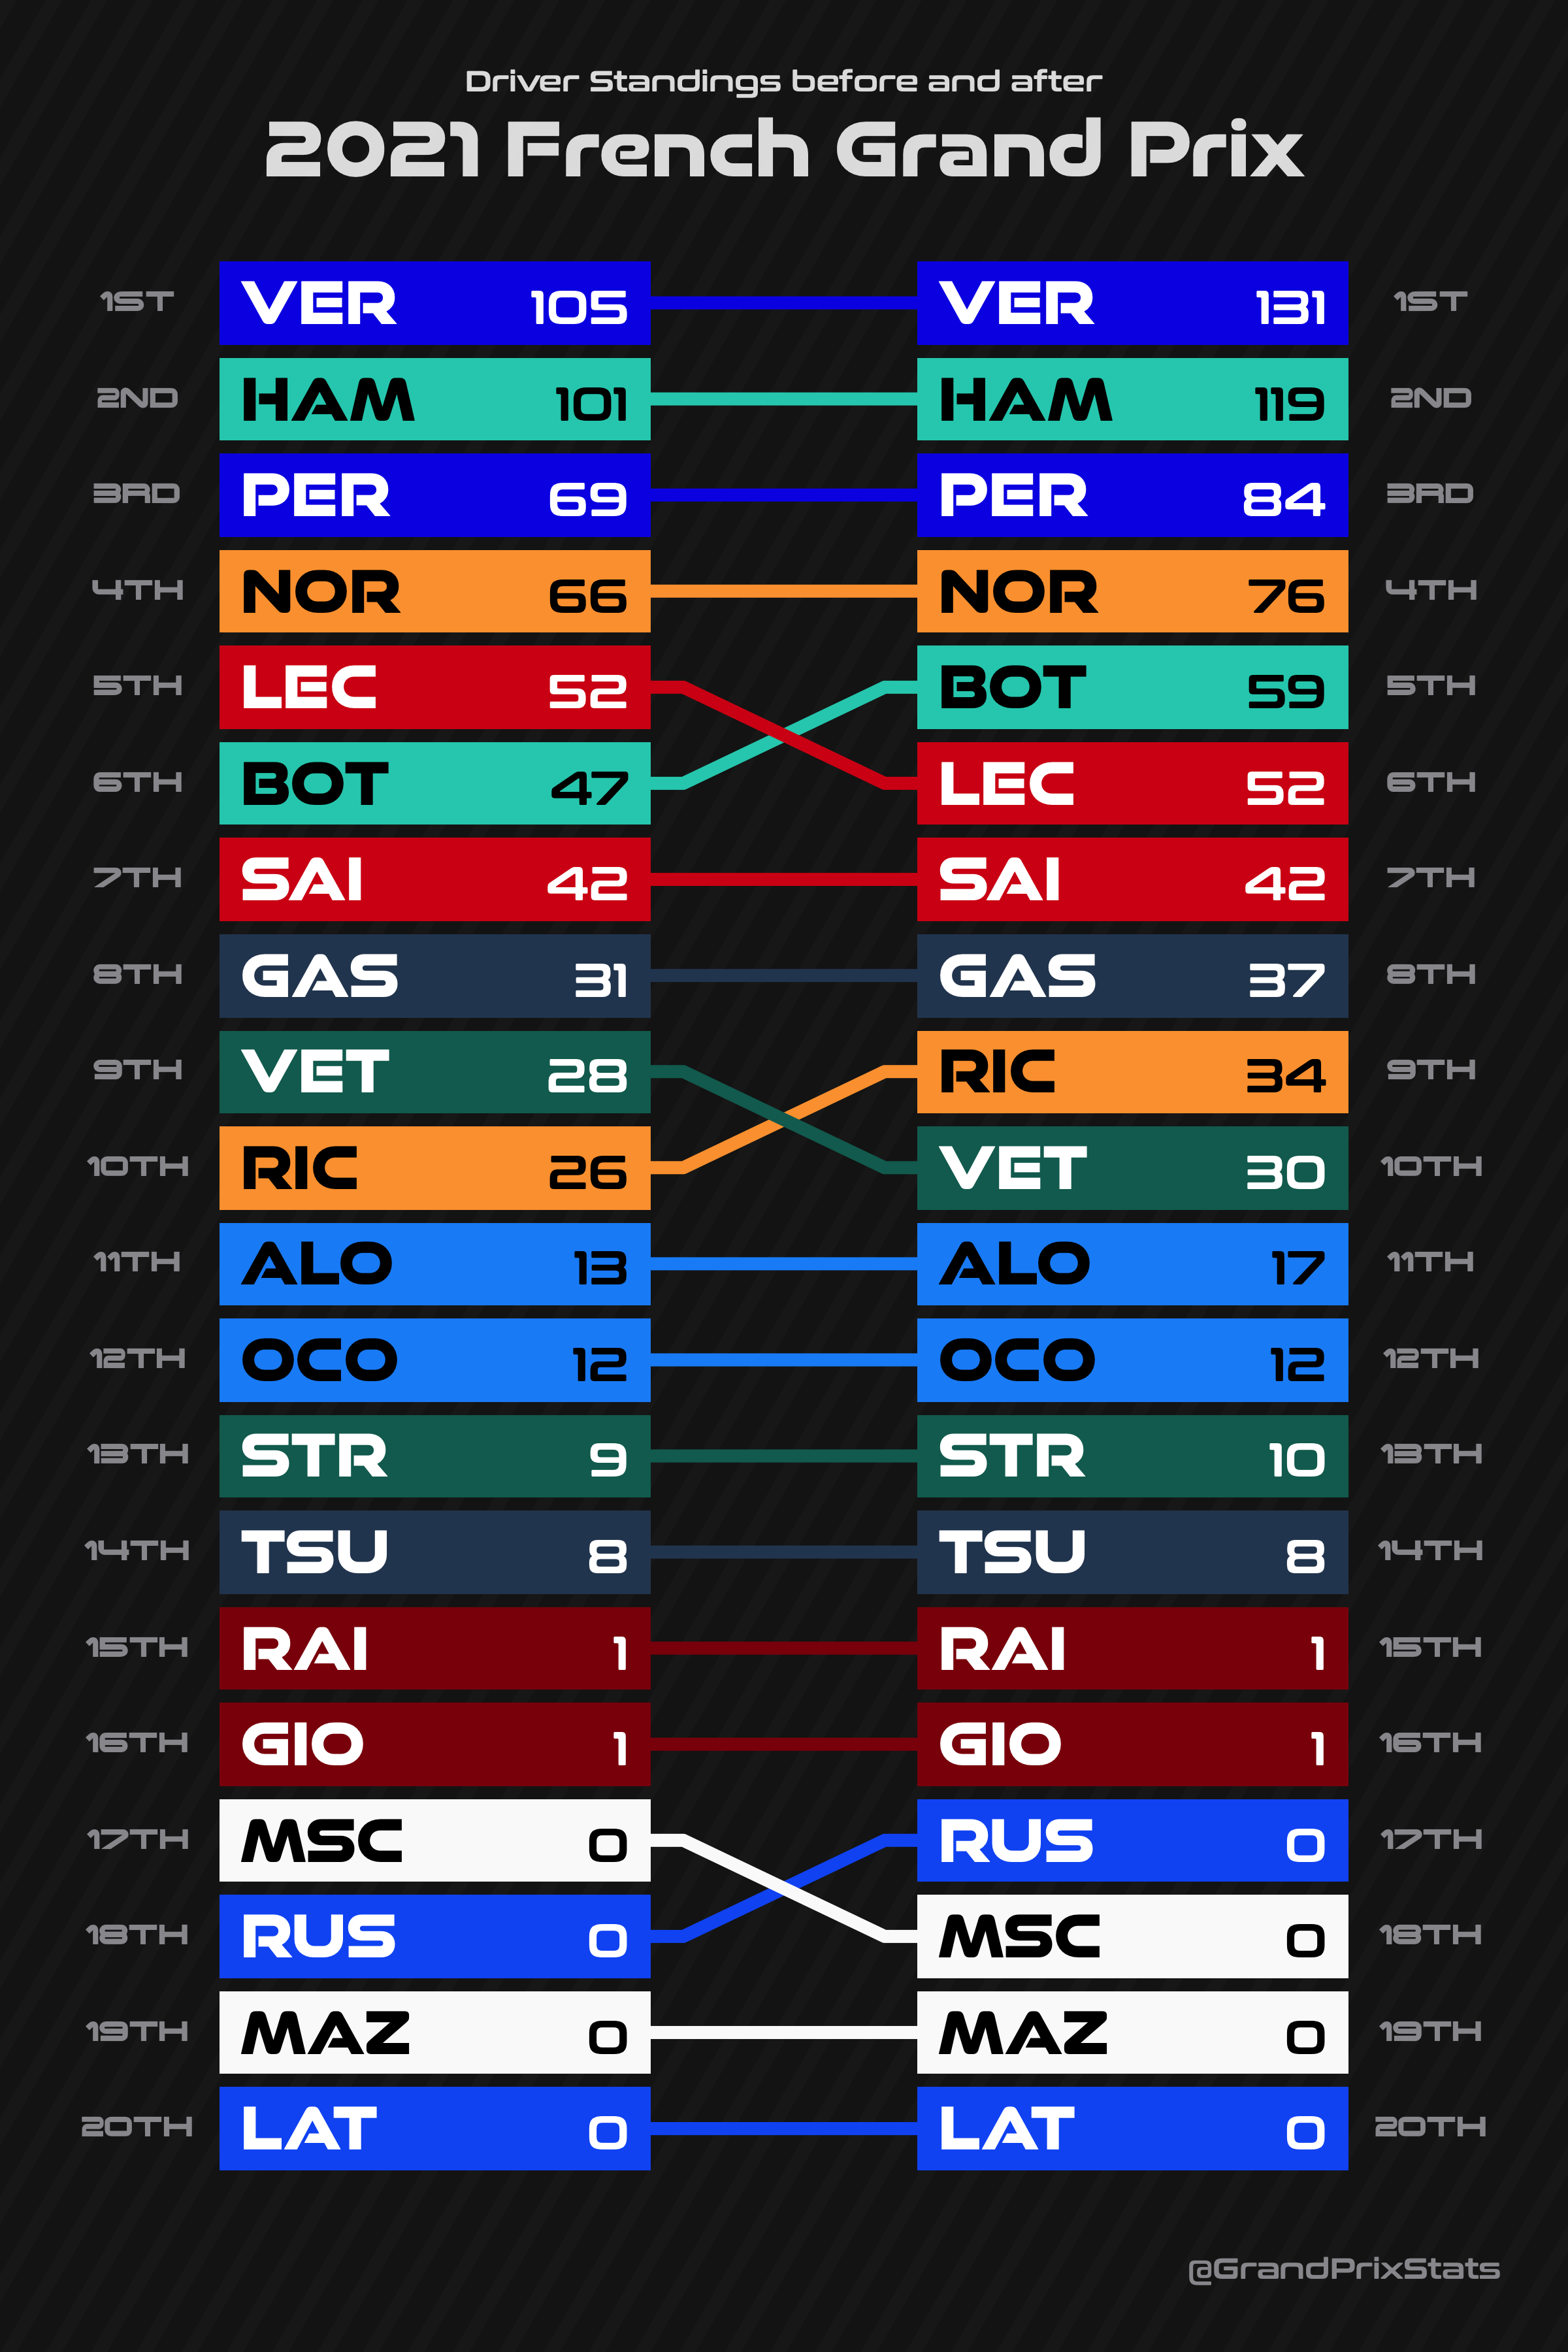 Driver Standings before and after
2021 French Grand Prix
1ST VER 105 VER 131 1ST
2ND HAM 101 HAM 119 2ND
3RD PER 69 PER 84 3RD
4TH NOR 66 NOR 76 4TH
5TH LEC 52 BOT 59 5TH
6TH BOT 47 LEC 52 6TH
7TH SAI 42 SAI 42 7TH
8TH GAS 31 GAS 37 8TH
9TH VET 28 RIC 34 9TH
10TH RIC 26 VET 30 10TH
11TH ALO 13 ALO 17 11TH
12TH OCO 12 OCO 12 12TH
13TH STR 9 STR 10 13TH
14TH TSU 8 TSU 8 14TH
15TH RAI 1 RAI 1 15TH
16TH GIO 1 GIO 1 16TH
17TH MSC 0 RUS 0 17TH
18TH RUS 0 MSC 0 18TH
19TH MAZ 0 MAZ 0 19TH
20TH LAT 0 LAT 0 20TH
@GrandPrixStats